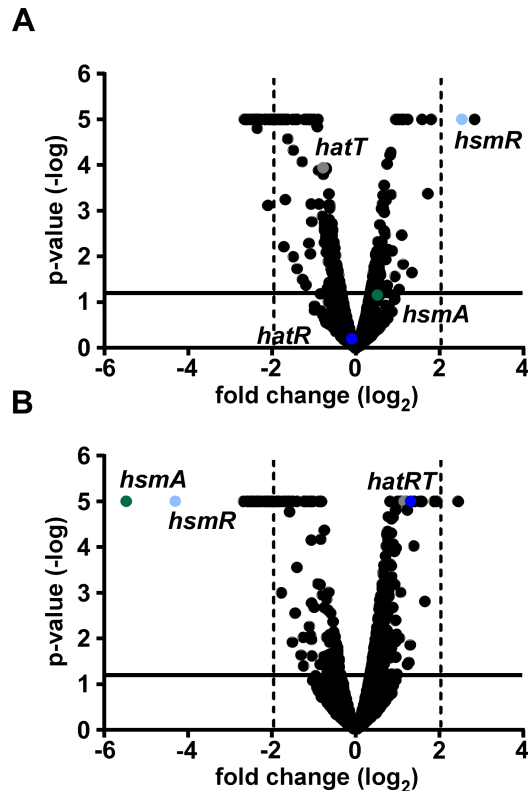 A
6
5
4
3
2
1
0
p-value (-log)
hatT
hsmR
hsmA
hatR
-6 -4 -2 0 2 4
fold change (log2)
B
6
5
4
3
2
1
0
p-value (-log)
hsmA
hsmR
hatRT
-6 -4 -2 0 2 4
fold change (log2)